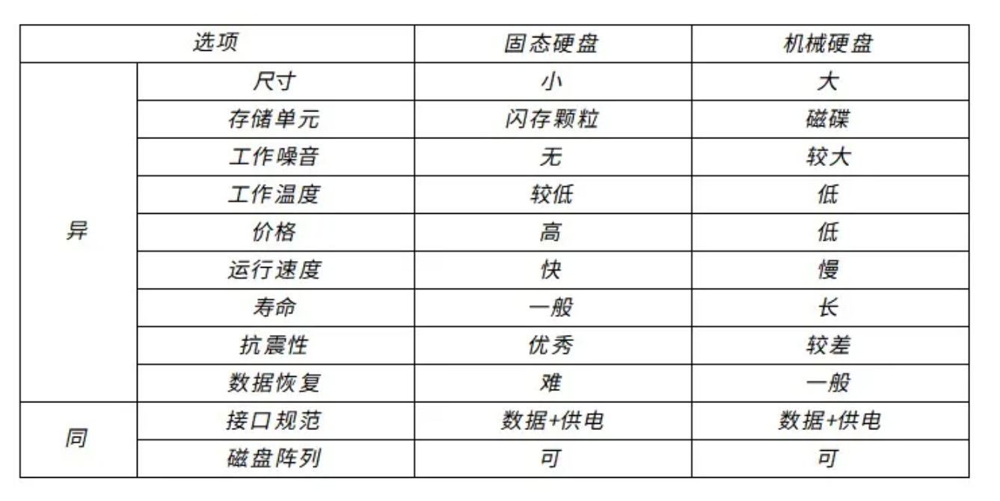 选项 固态硬盘 机械硬盘
异
尺寸 小 大
存储单元 闪存颗粒 磁碟
工作噪音 无 较大
工作温度 较低 低
价格 高 低
运行速度 快 慢
寿命 一般 长
抗震性 优秀 较差
数据恢复 难 一般
同
接口规范 数据+供电 数据+供电
磁盘阵列 可 可